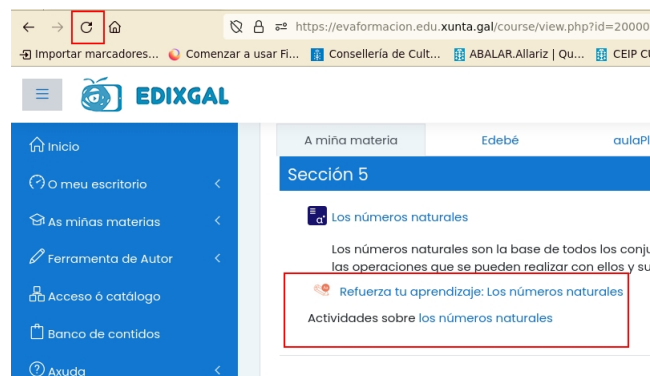 https://evaformacion.edu.xunta.gal/course/view.php?id=20000
Importar marcadores... Comenzar a usar Fi... Consellería de Cult... ABALAR.Allariz | Qu... CEIP CU
EDIXGAL
A miña materia Edebé aulaPl
Inicio
Sección 5
O meu escritorio
Los números naturales
As miñas materias
Los números naturales son la base de todos los conju
las operaciones que se pueden realizar con ellos y su
Ferramenta de Autor
Refuerza tu aprendizaje: Los números naturales
Acceso ó catálogo
Actividades sobre los números naturales
Banco de contidos
Axuda